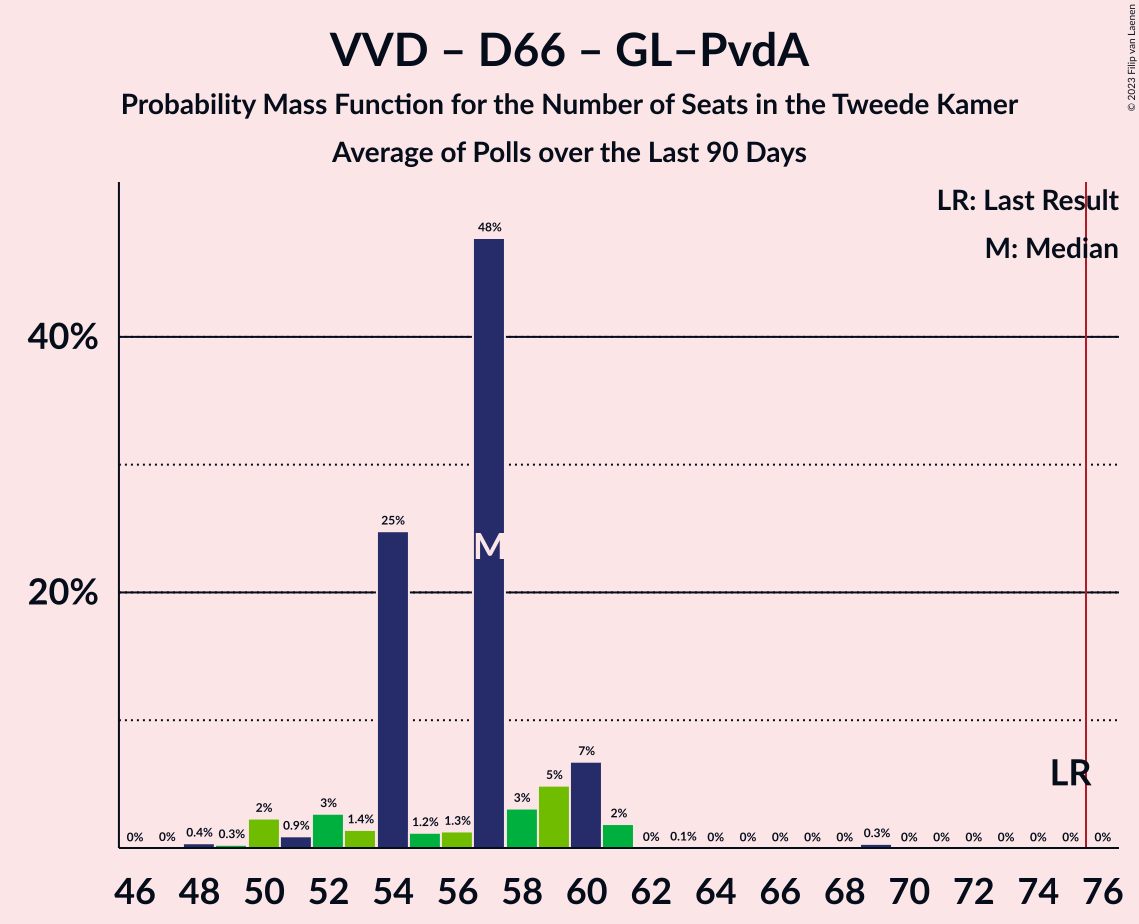 VVD – D66 – GL–PvdA
Probability Mass Function for the Number of Seats in the Tweede Kamer
Average of Polls over the Last 90 Days
© 2023 Filip van Laenen
LR: Last Result
M: Median
48%
40%
25%
M
20%
7%
LR
5%
3%
3%
2%
2%
1.4%
1.2%
1.3%
0.9%
0% 0% 0.4% 0.3% 0% 0.1% 0% 0% 0% 0% 0% 0.3% 0% 0% 0% 0% 0% 0% 0%
46 48 50 52 54 56 58 60 62 64 66 68 70 72 74 76